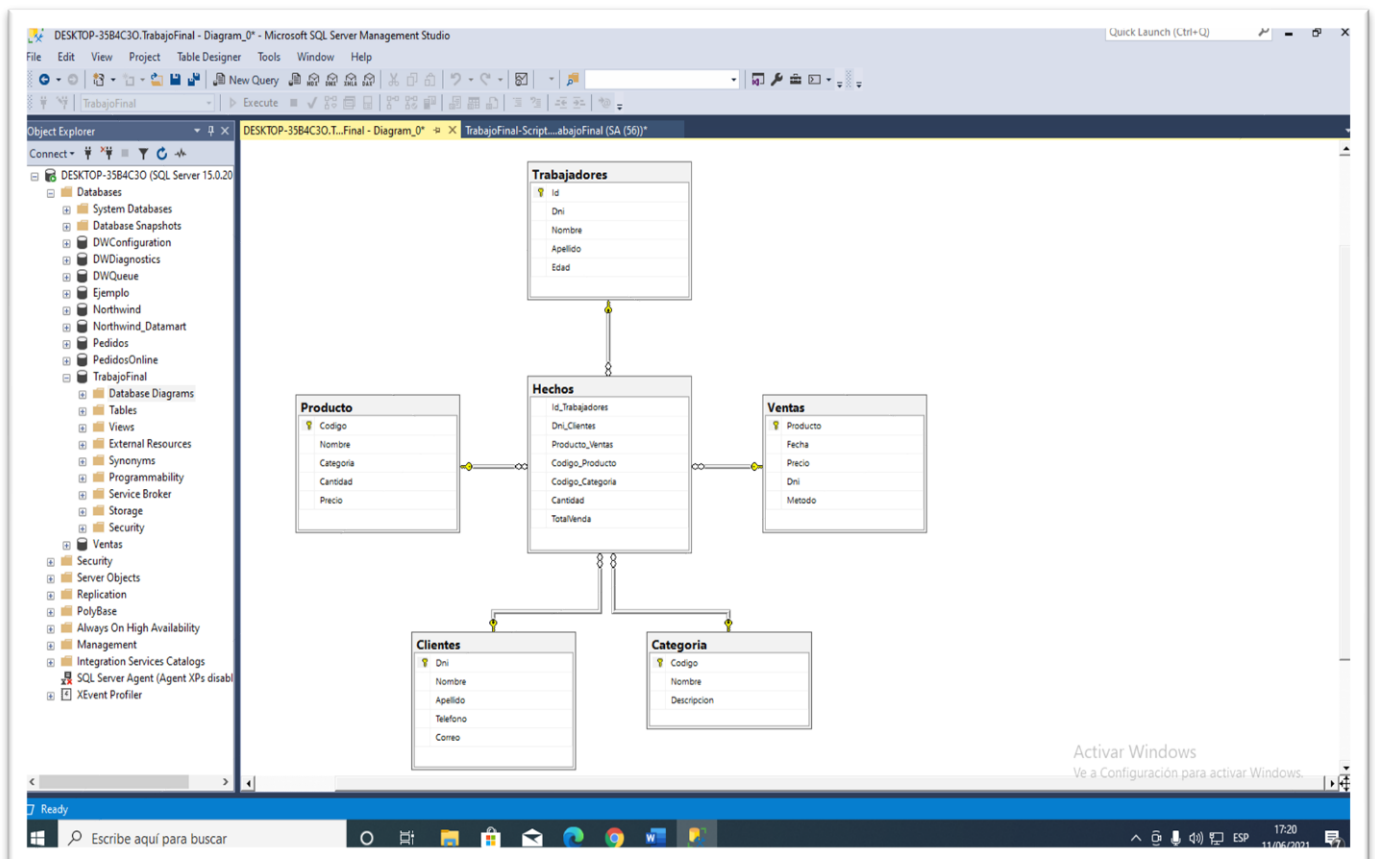 DESKTOP-35B4C3O.TrabajoFinal - Diagram_0* - Microsoft SQL Server Management Studio
Quick Launch (Ctrl+Q)
File Edit View Project Table Designer Tools Window Help
New Query
TrabajoFinal
Execute
Object Explorer
DESKTOP-35B4C3O.T...Final - Diagram_0*
TrabajoFinal-Script....abajoFinal (SA (56))*
Connect
DESKTOP-35B4C3O (SQL Server 15.0.20
Databases
System Databases
Database Snapshots
DWConfiguration
DWDiagnostics
DWQueue
Ejemplo
Northwind
Northwind_Datamart
Pedidos
PedidosOnline
TrabajoFinal
Database Diagrams
Tables
Views
External Resources
Synonyms
Programmability
Service Broker
Storage
Security
Ventas
Security
Server Objects
Replication
PolyBase
Always On High Availability
Management
Integration Services Catalogs
SQL Server Agent (Agent XPs disabl
XEvent Profiler
Trabajadores
Id
Dni
Nombre
Apellido
Edad
Producto
Codigo
Nombre
Categoria
Cantidad
Precio
Hechos
Id_Trabajadores
Dni_Clientes
Producto_Ventas
Codigo_Producto
Codigo_Categoria
Cantidad
TotalVenda
Ventas
Producto
Fecha
Precio
Dni
Metodo
Clientes
Dni
Nombre
Apellido
Telefono
Correo
Categoria
Codigo
Nombre
Descripcion
Activar Windows
Ve a Configuración para activar Windows.
Ready
Escribe aquí para buscar
ESP
17:20
11/06/2021